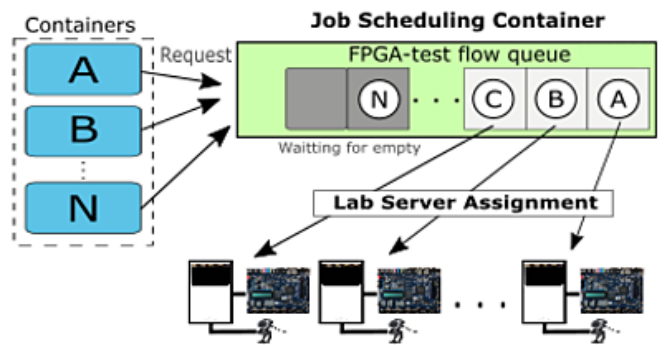 Job Scheduling Container
Containers
Request
FPGA-test flow queue
A
N
C
B
A
B
Waitting for empty
N
Lab Server Assignment